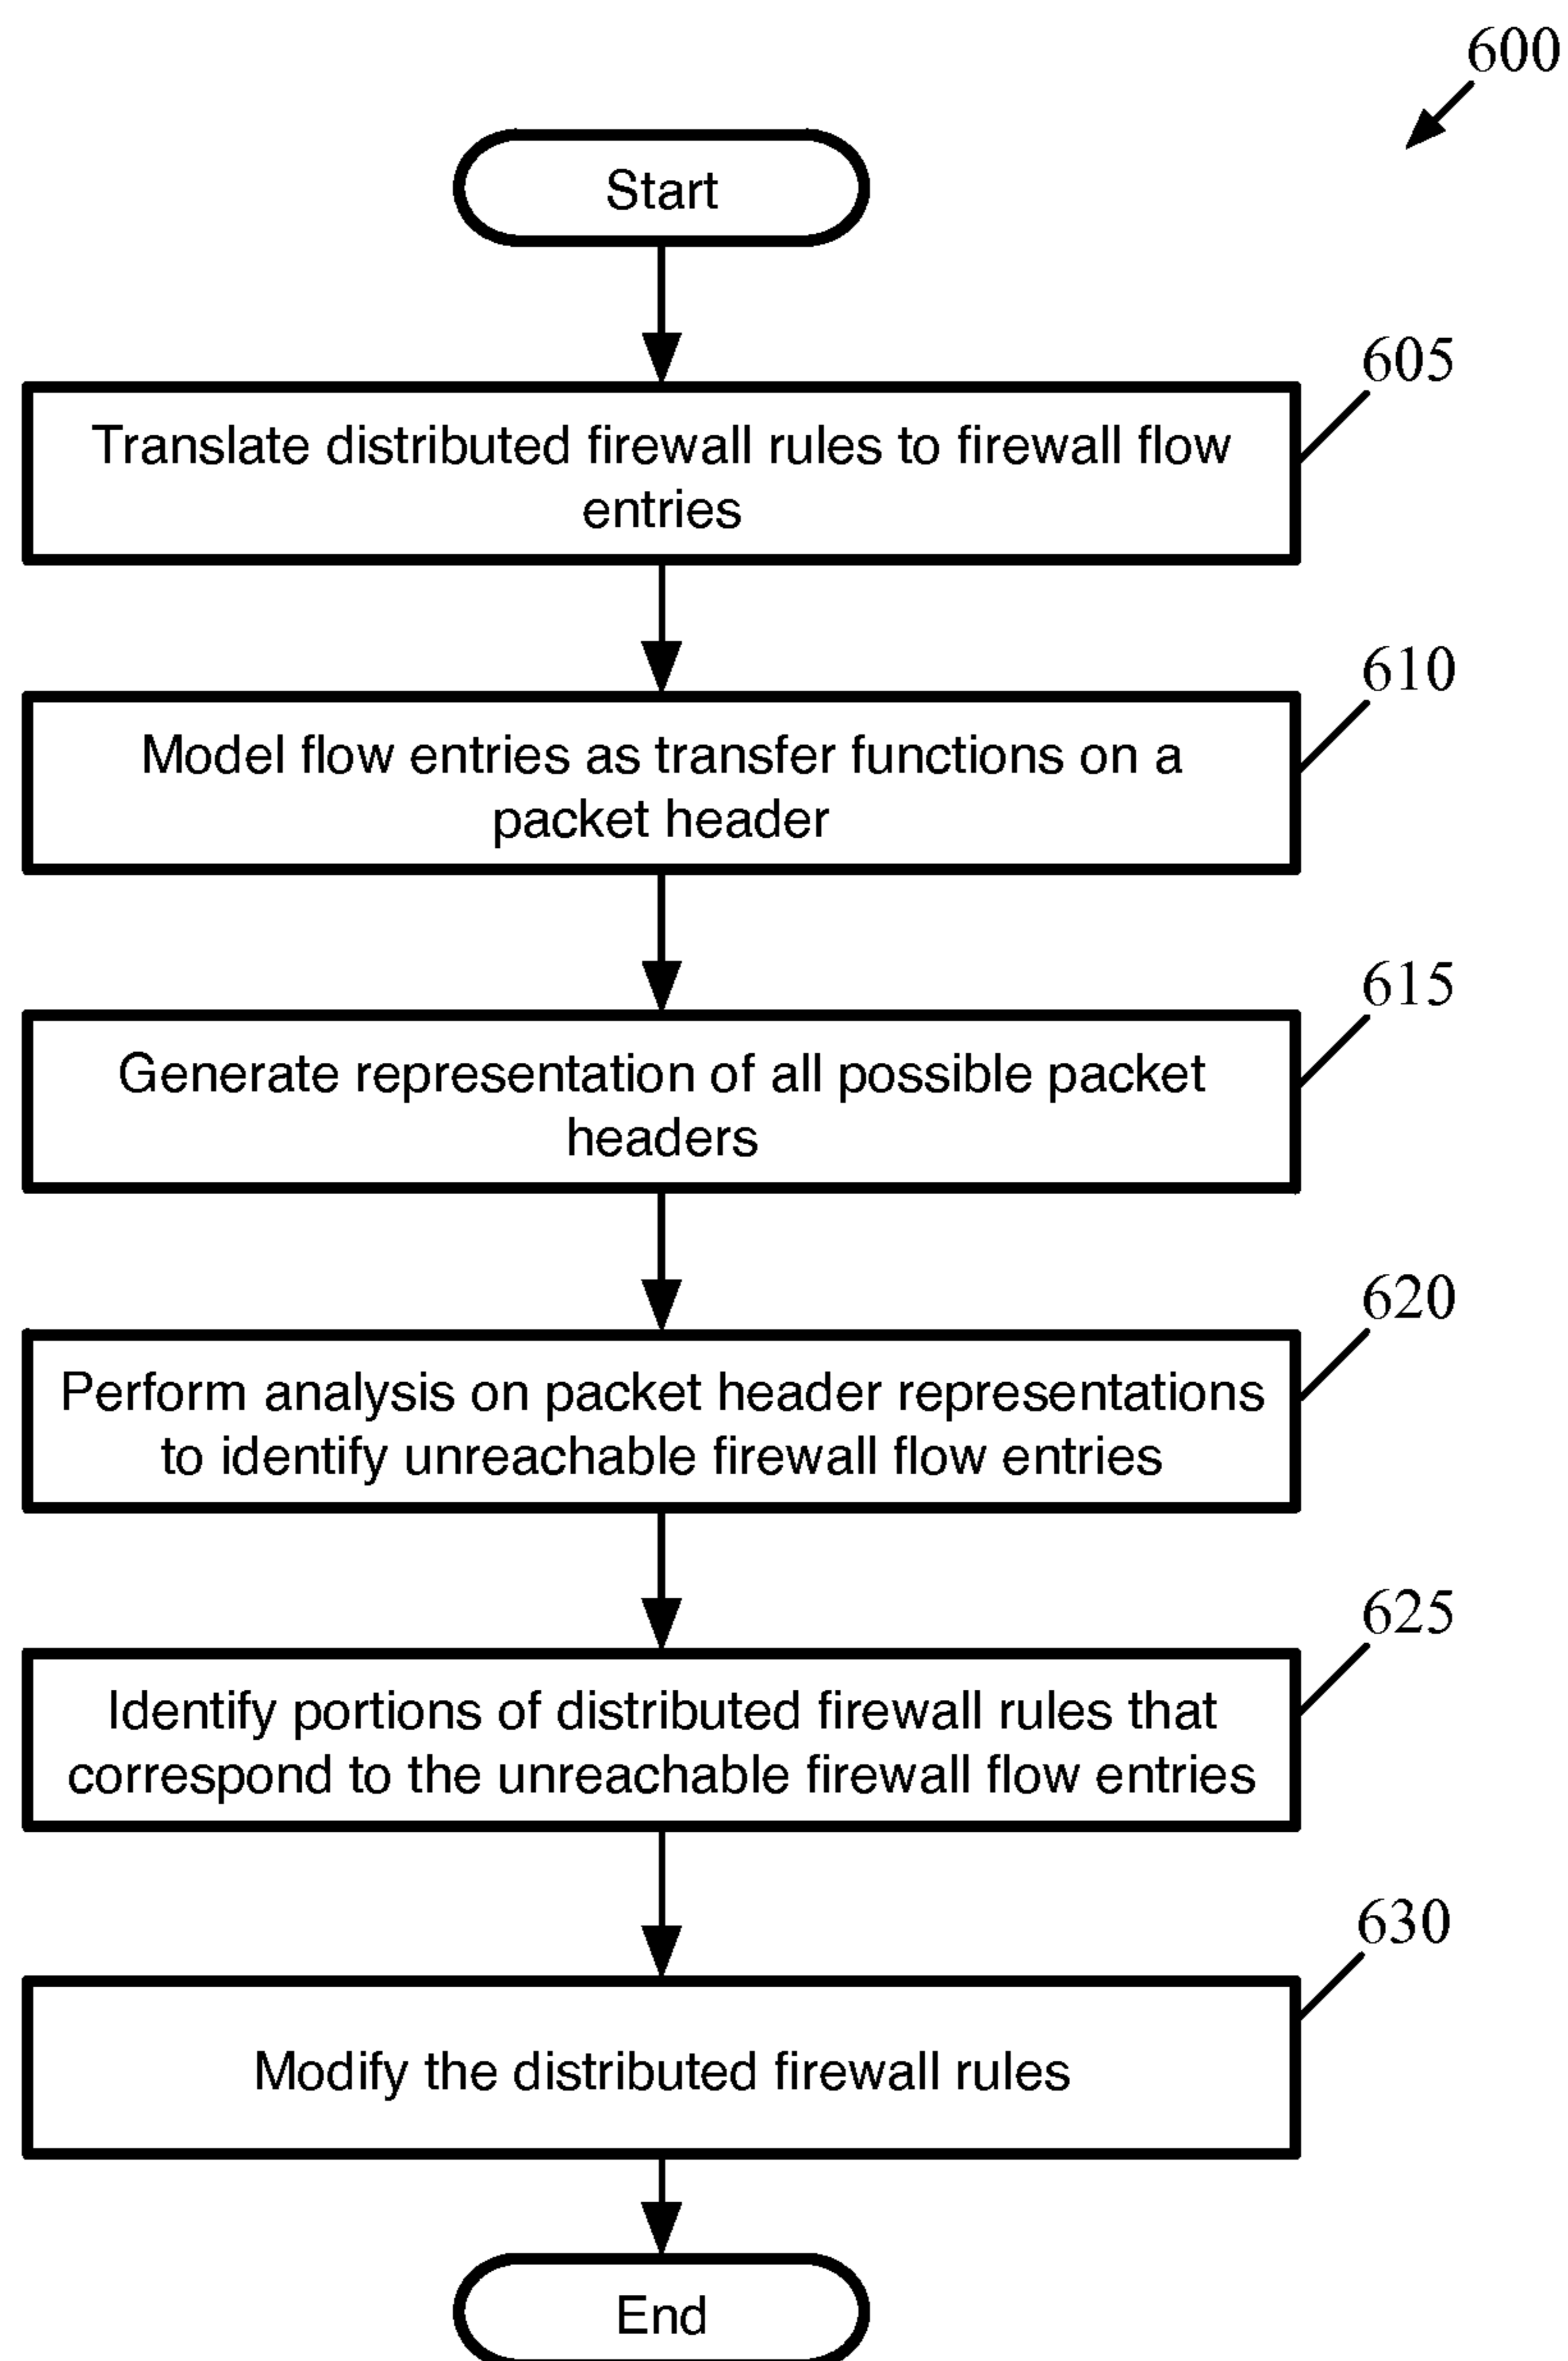 600
Start
605
Translate distributed firewall rules to firewall flow
entries
610
Model flow entries as transfer functions on a
packet header
615
Generate representation of all possible packet
headers
620
Perform analysis on packet header representations
to identify unreachable firewall flow entries
625
Identify portions of distributed firewall rules that
correspond to the unreachable firewall flow entries
630
Modify the distributed firewall rules
End